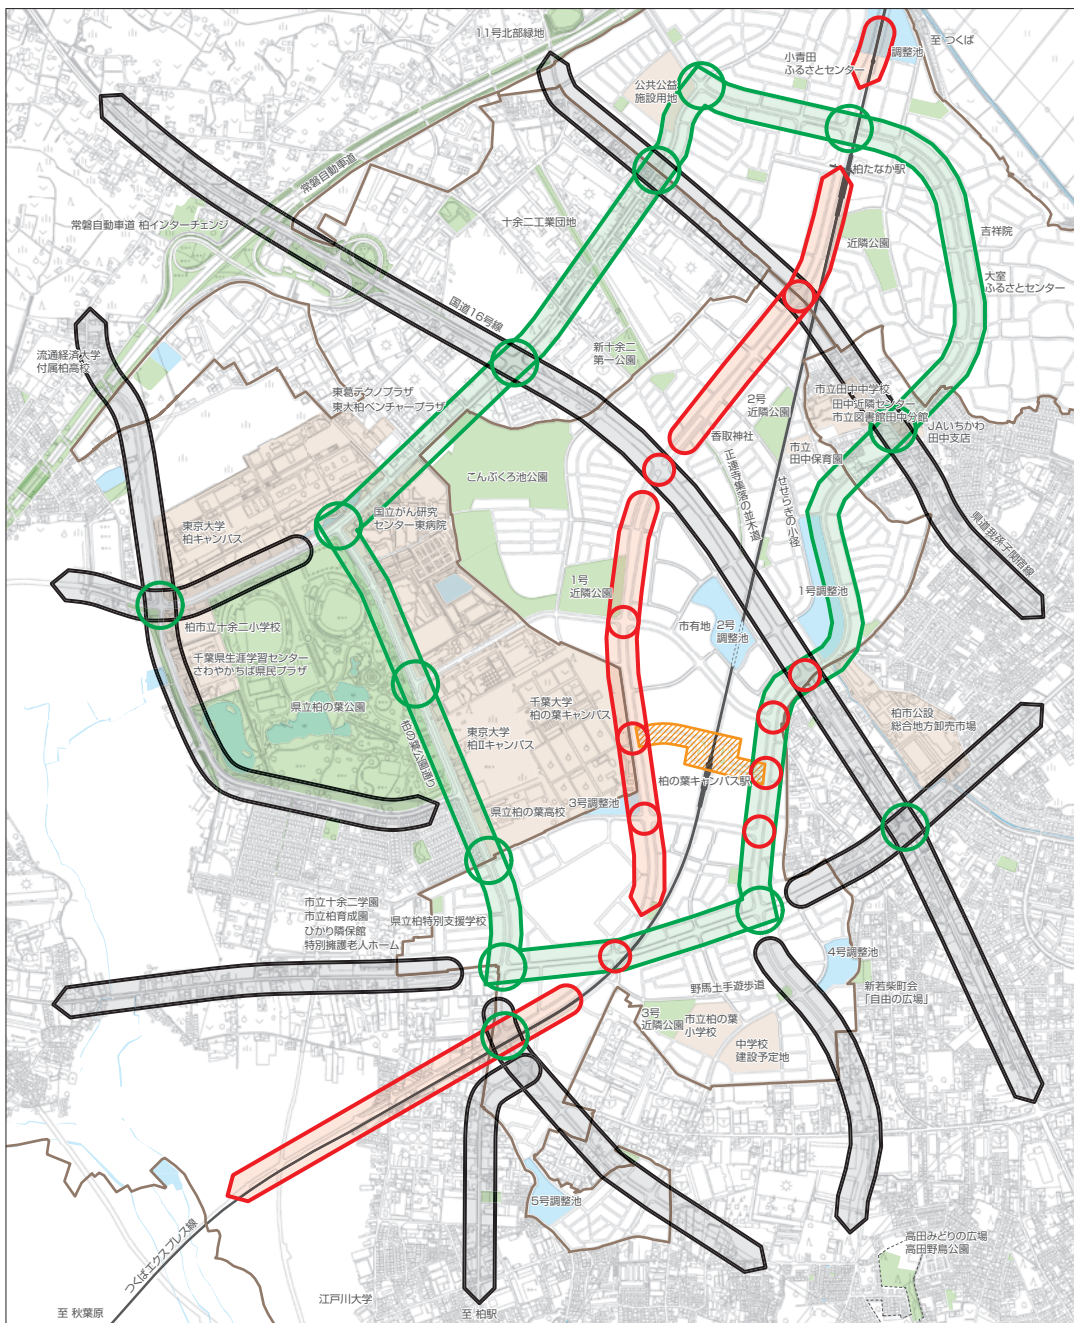 11号北部緑地
至 つくば
調整池
小青田
ふるさとセンター
公共公益
施設用地
常磐自動車道
柏たなか駅
常磐自動車道 柏インターチェンジ
十余二工業団地
近隣公園
吉祥院
大室
ふるさとセンター
国道16号線
流通経済大学
付属柏高校
新十余二
第一公園
東葛テクノプラザ
東大柏ベンチャープラザ
市立田中中学校
田中近隣センター
市立図書館田中分館
2号
近隣公園
JAいちかわ
田中支店
香取神社
市立
田中保育園
正連寺集落の並木道
せせらぎの小径
こんぶくろ池公園
国立がん研究
センター東病院
東京大学
柏キャンパス
県道我孫子関宿線
1号
近隣公園
1号調整池
柏市立十余二小学校
市有地
2号
調整池
千葉県生涯学習センター
さわやかちば県民プラザ
県立柏の葉公園
千葉大学
柏の葉キャンパス
柏市公設
総合地方卸売市場
東京大学
柏Ⅱキャンパス
柏の葉公園通り
柏の葉キャンパス駅
3号調整池
県立柏の葉高校
市立十余二学園
市立柏育成園
ひかり隣保館
特別擁護老人ホーム
県立柏特別支援学校
4号調整池
野馬土手遊歩道
新若柴町会
「自由の広場」
3号
近隣公園
市立柏の葉
小学校
中学校
建設予定地
5号調整池
つくばエクスプレス線
高田みどりの広場
高田野鳥公園
江戸川大学
至 秋葉原
至 柏駅